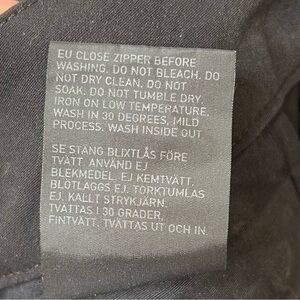 EU CLOSE ZIPPER BEFORE
WASHING. DO NOT BLEACH. DO
NOT DRY CLEAN. DO NOT
SOAK. DO NOT TUMBLE DRY.
IRON ON LOW TEMPERATURE.
WASH IN 30 DEGREES, MILD
PROCESS. WASH INSIDE OUT
SE STÄNG BLIXTLÅS FÖRE
TVÄTT. ANVÄND EJ
BLEKMEDEL. EJ KEMTVÄTT.
BLÖTLAGGS EJ. TORKTUMLAS
EJ. KALLT STRYKJÄRN.
TVÄTTAS I 30 GRADER,
FINTVÄTT. TVÄTTAS UT OCH IN.